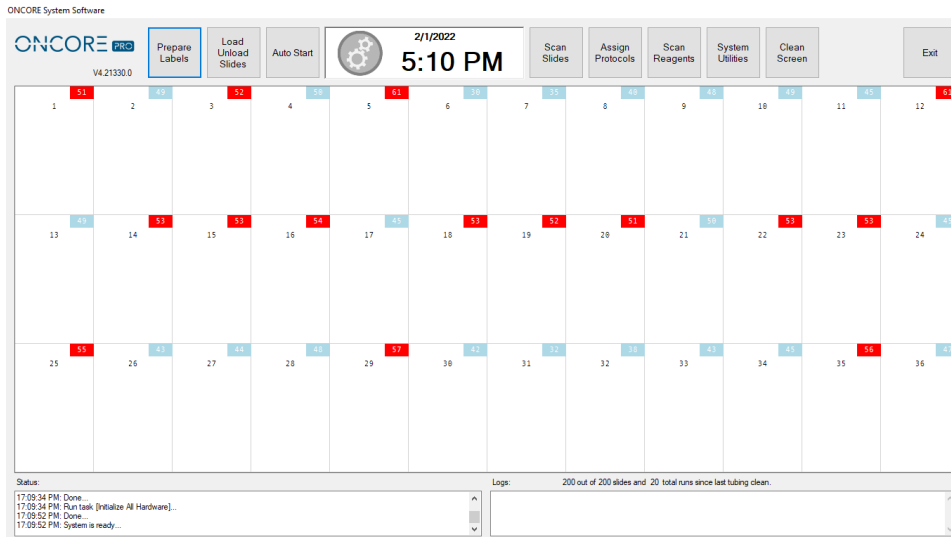 ONCORE System Software
ONCORE PRO
V4.21330.0
Prepare Labels
Load Unload Slides
Auto Start
2/1/2022
5:10 PM
Scan Slides
Assign Protocols
Scan Reagents
System Utilities
Clean Screen
Exit
51 49 52 50 61 30 35 40 48 49 45 61
1 2 3 4 5 6 7 8 9 10 11 12
49 53 53 54 45 53 52 51 50 53 53
13 14 15 16 17 18 19 20 21 22 23 24
55 43 44 48 57 42 32 38 43 45 56
25 26 27 28 29 30 31 32 33 34 35 36
Status:
17:09:34 PM: Done...
17:09:34 PM: Run task [Initialize All Hardware]...
17:09:52 PM: Done...
17:09:52 PM: System is ready...
Logs:
200 out of 200 slides and 20 total runs since last tubing clean.